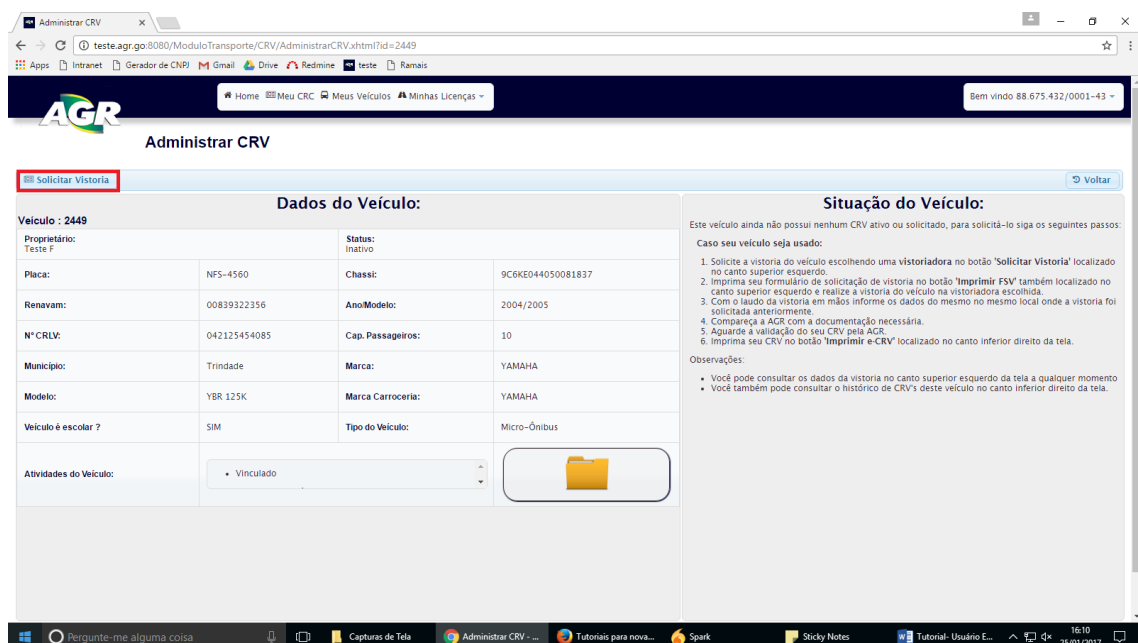 Administrar CRV
teste.agr.go:8080/ModuloTransporte/CRV/AdministrarCRV.xhtml?id=2449
Apps Intranet Gerador de CNPJ Gmail Drive Redmine teste Ramais
AGR
Home Meu CRC Meus Veículos Minhas Licenças
Bem vindo 88.675.432/0001-43
Administrar CRV
Solicitar Vistoria
Voltar
Dados do Veículo:
Veículo : 2449
Proprietário:
Teste F
Status:
Inativo
Placa: NFS-4560 Chassi: 9C6KE044050081837
Renavam: 00839322356 Ano/Modelo: 2004/2005
N° CRLV: 042125454085 Cap. Passageiros: 10
Município: Trindade Marca: YAMAHA
Modelo: YBR 125K Marca Carroceria: YAMAHA
Veículo é escolar ? SIM Tipo do Veículo: Micro-Ônibus
Atividades do Veículo: • Vinculado
Situação do Veículo:
Este veículo ainda não possui nenhum CRV ativo ou solicitado, para solicitá-lo siga os seguintes passos:
Caso seu veículo seja usado:
1. Solicite a vistoria do veículo escolhendo uma vistoriadora no botão 'Solicitar Vistoria' localizado
no canto superior esquerdo.
2. Imprima seu formulário de solicitação de vistoria no botão 'Imprimir FSV' também localizado no
canto superior esquerdo e realize a vistoria do veículo na vistoriadora escolhida.
3. Com o laudo da vistoria em mãos informe os dados do mesmo no mesmo local onde a vistoria foi
solicitada anteriormente.
4. Compareça a AGR com a documentação necessária.
5. Aguarde a validação do seu CRV pela AGR.
6. Imprima seu CRV no botão 'Imprimir e-CRV' localizado no canto inferior direito da tela.
Observações:
• Você pode consultar os dados da vistoria no canto superior esquerdo da tela a qualquer momento
• Você também pode consultar o histórico de CRV's deste veículo no canto inferior direito da tela.
Pergunte-me alguma coisa
Capturas de Tela
Administrar CRV - ...
Tutoriais para nova...
Spark
Sticky Notes
Tutorial- Usuário E...
16:10
25/01/2017